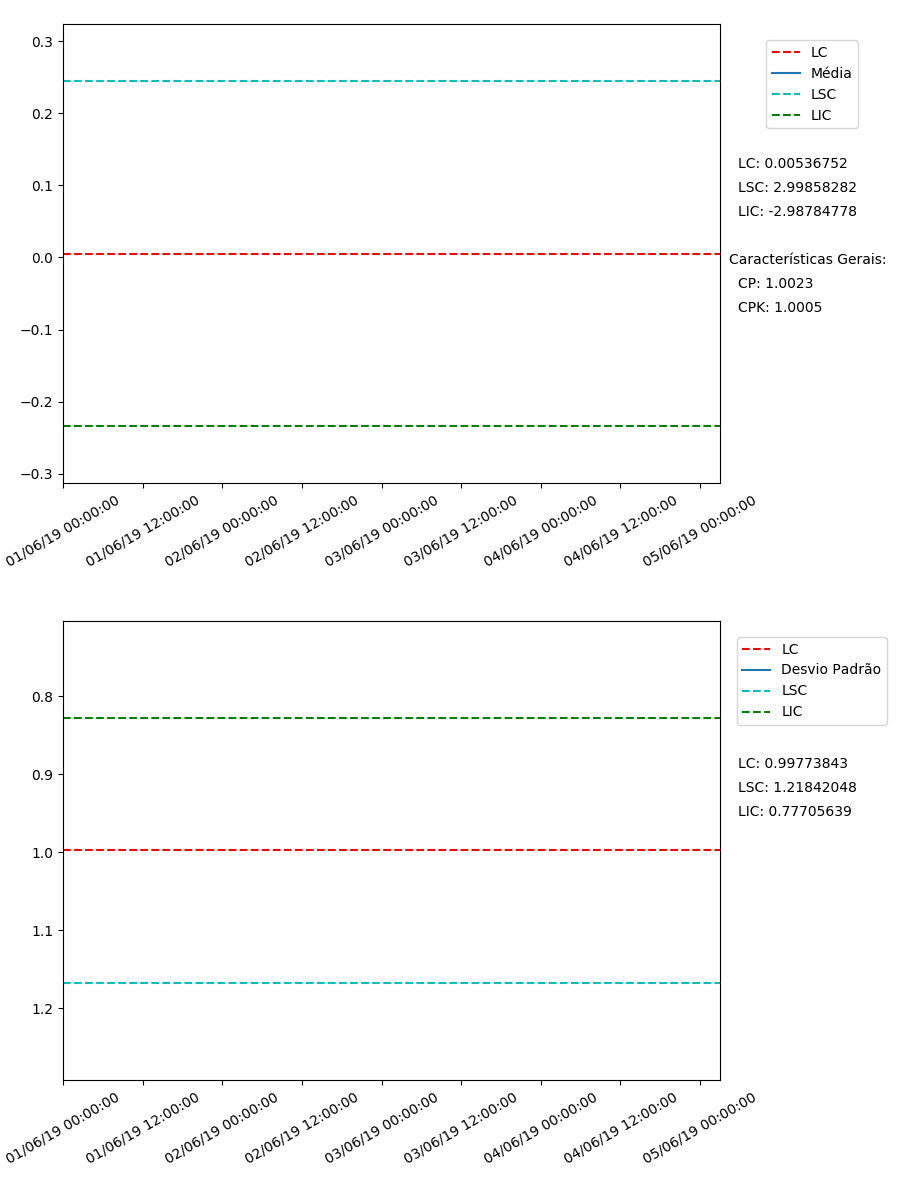 0.3
0.2
0.1
0.0
−0.1
−0.2
−0.3
01/06/19 00:00:00
01/06/19 12:00:00
02/06/19 00:00:00
02/06/19 12:00:00
03/06/19 00:00:00
03/06/19 12:00:00
04/06/19 00:00:00
04/06/19 12:00:00
05/06/19 00:00:00
LC
Média
LSC
LIC
LC: 0.00536752
LSC: 2.99858282
LIC: -2.98784778
Características Gerais:
CP: 1.0023
CPK: 1.0005
0.8
0.9
1.0
1.1
1.2
01/06/19 00:00:00
01/06/19 12:00:00
02/06/19 00:00:00
02/06/19 12:00:00
03/06/19 00:00:00
03/06/19 12:00:00
04/06/19 00:00:00
04/06/19 12:00:00
05/06/19 00:00:00
LC
Desvio Padrão
LSC
LIC
LC: 0.99773843
LSC: 1.21842048
LIC: 0.77705639